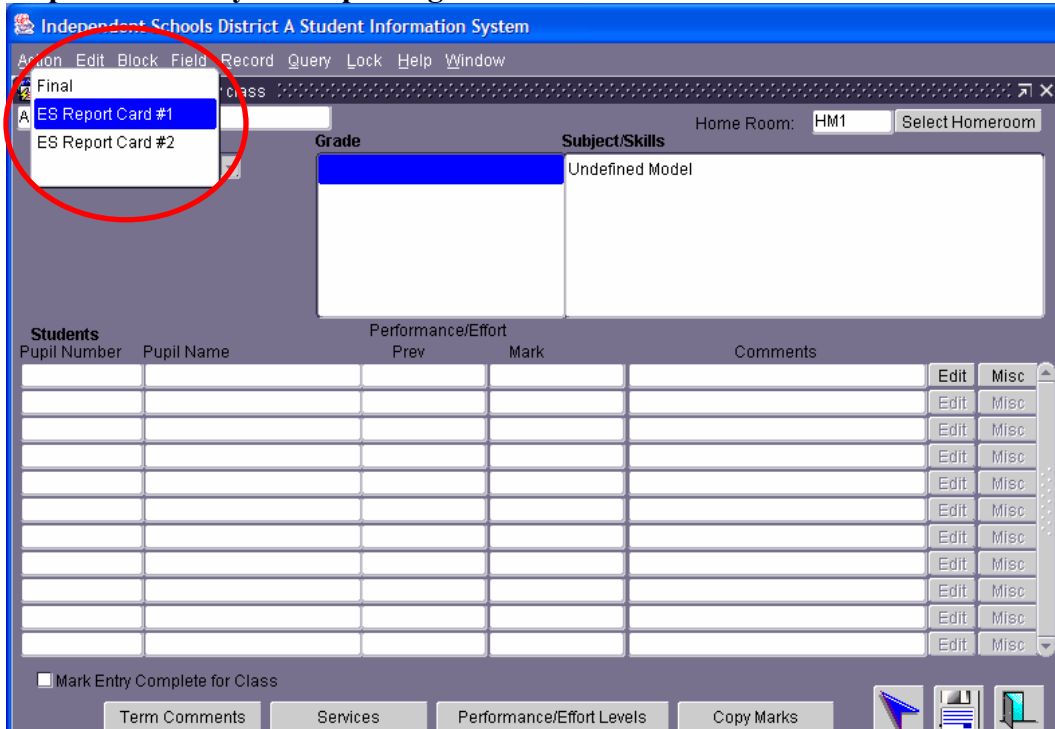 Independent Schools District A Student Information System
Action Edit Block Field Record Query Lock Help Window
class
Final
ES Report Card #1
ES Report Card #2
A
Home Room: HM1 Select Homeroom
Grade Subject/Skills
Undefined Model
Students Performance/Effort
Pupil Number Pupil Name Prev Mark Comments
Edit Misc
Edit Misc
Edit Misc
Edit Misc
Edit Misc
Edit Misc
Edit Misc
Edit Misc
Edit Misc
Edit Misc
Edit Misc
Mark Entry Complete for Class
Term Comments Services Performance/Effort Levels Copy Marks